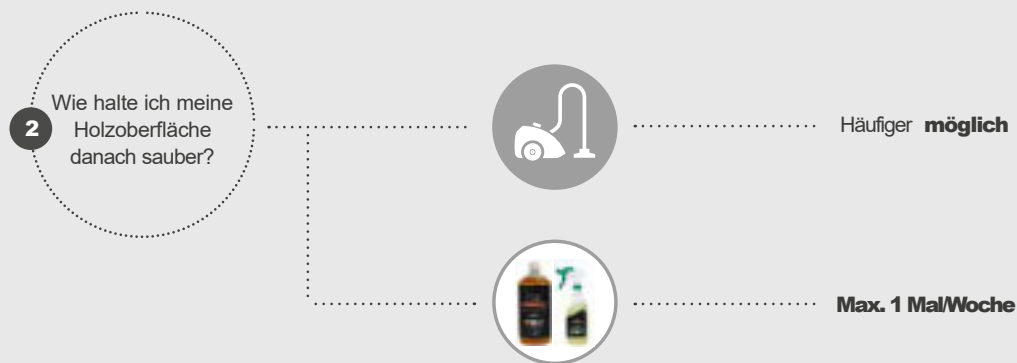 2
Wie halte ich meine
Holzoberfläche
danach sauber?
Häufiger möglich
Max. 1 Mal/Woche